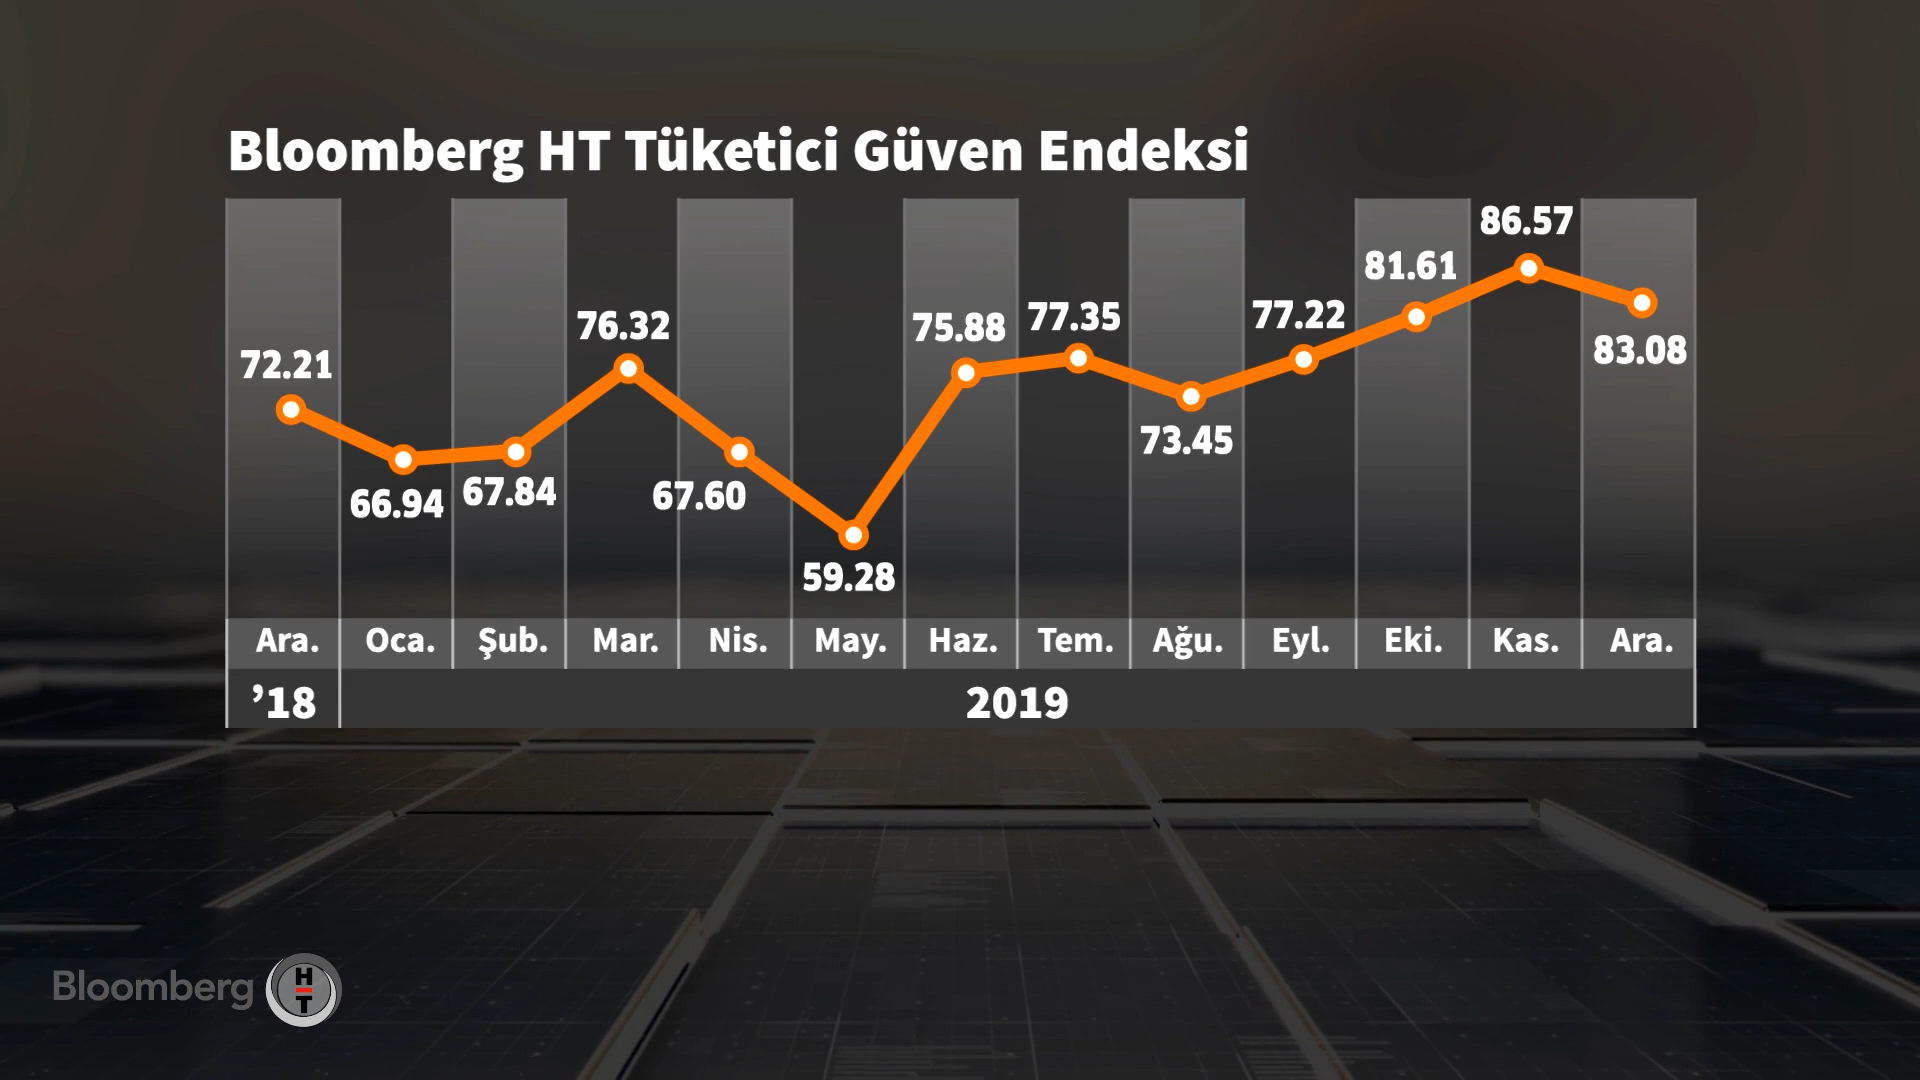 Bloomberg HT Tüketici Güven Endeksi
72.21 66.94 67.84 76.32 67.60 59.28 75.88 77.35 73.45 77.22 81.61 86.57 83.08
Ara. Oca. Şub. Mar. Nis. May. Haz. Tem. Ağu. Eyl. Eki. Kas. Ara.
’18 2019
Bloomberg HT